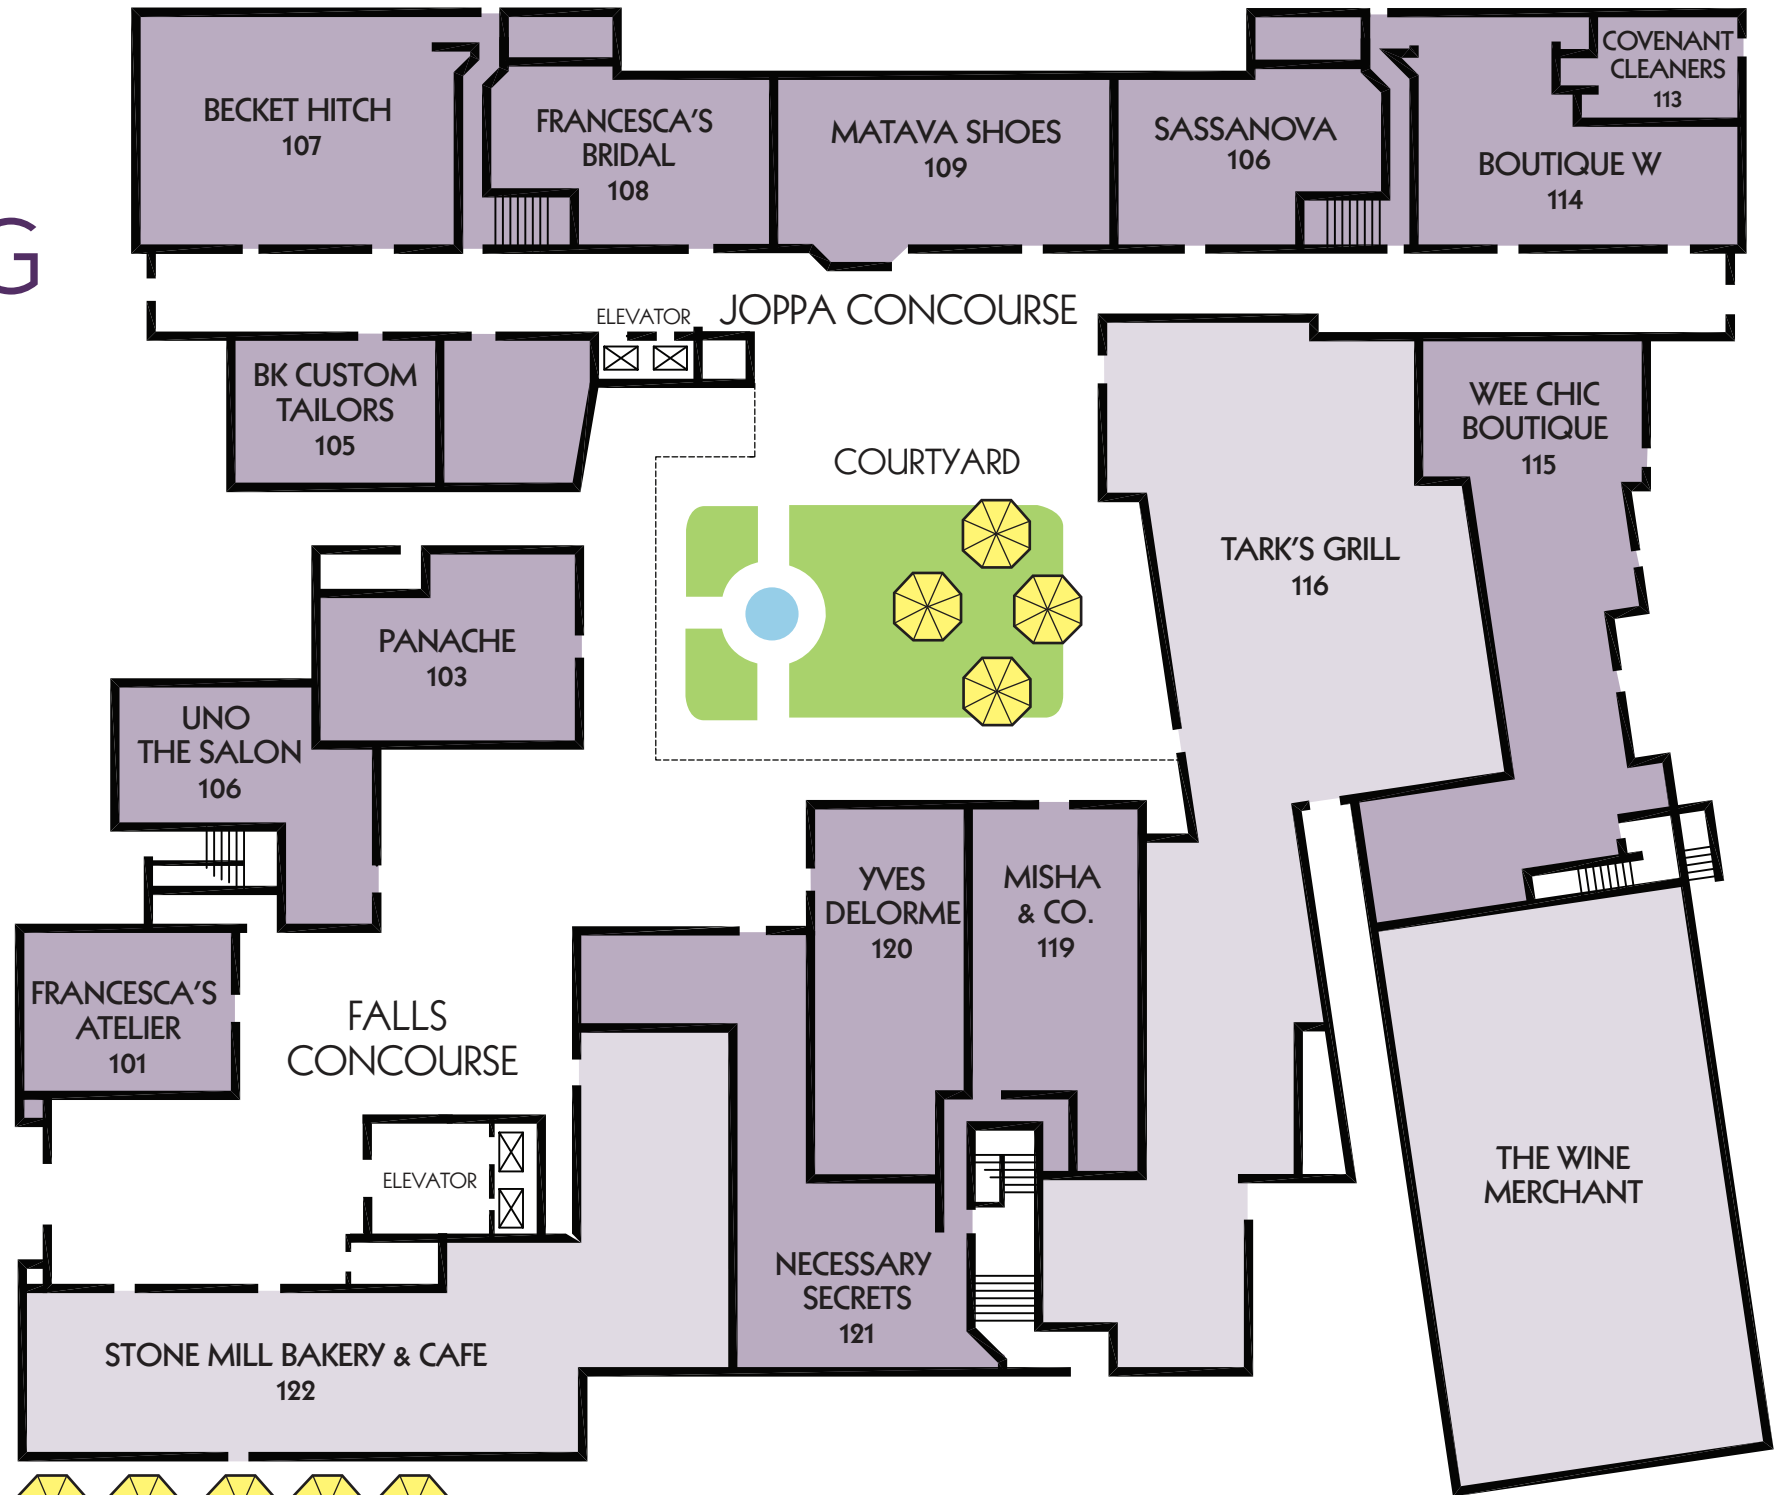 BECKET HITCH
107
FRANCESCA'S
BRIDAL
108
MATAVA SHOES
109
SASSANOVA
106
BOUTIQUE W
114
COVENANT
CLEANERS
113
G
ELEVATOR
JOPPA CONCOURSE
BK CUSTOM
TAILORS
105
COURTYARD
WEE CHIC
BOUTIQUE
115
TARK'S GRILL
116
PANACHE
103
UNO
THE SALON
106
YVES
DELORME
120
MISHA
& CO.
119
FRANCESCA'S
ATELIER
101
FALLS
CONCOURSE
ELEVATOR
THE WINE
MERCHANT
NECESSARY
SECRETS
121
STONE MILL BAKERY & CAFE
122